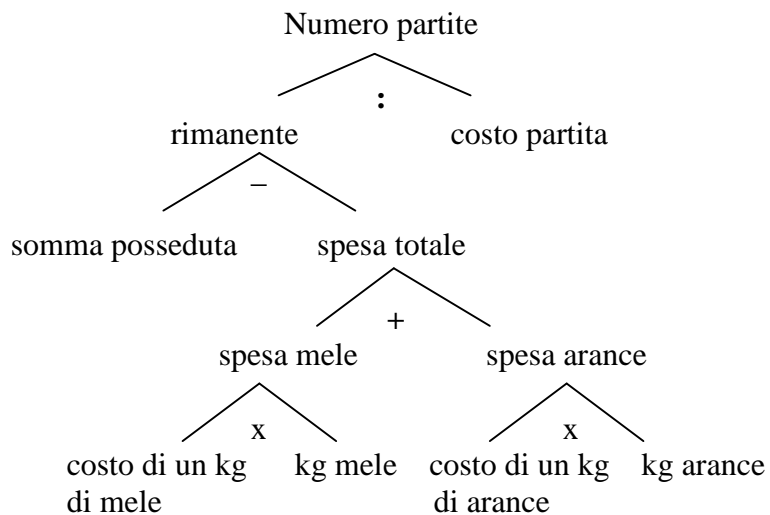 Numero partite
:
rimanente costo partita
–
somma posseduta spesa totale
+
spesa mele spesa arance
x x
costo di un kg kg mele costo di un kg kg arance
di mele di arance